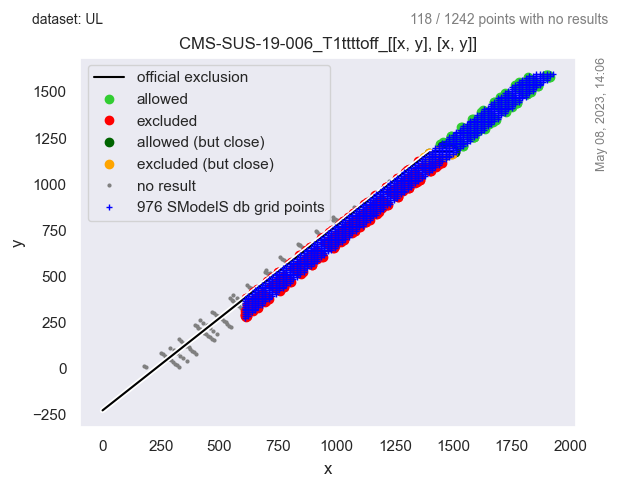 dataset: UL
118 / 1242 points with no results
CMS-SUS-19-006_T1ttttoff_[[x, y], [x, y]]
official exclusion
allowed
excluded
allowed (but close)
excluded (but close)
no result
976 SModelS db grid points
May 08, 2023, 14:06
1500
1250
1000
750
500
250
0
−250
y
0
250
500
750
1000
1250
1500
1750
2000
x